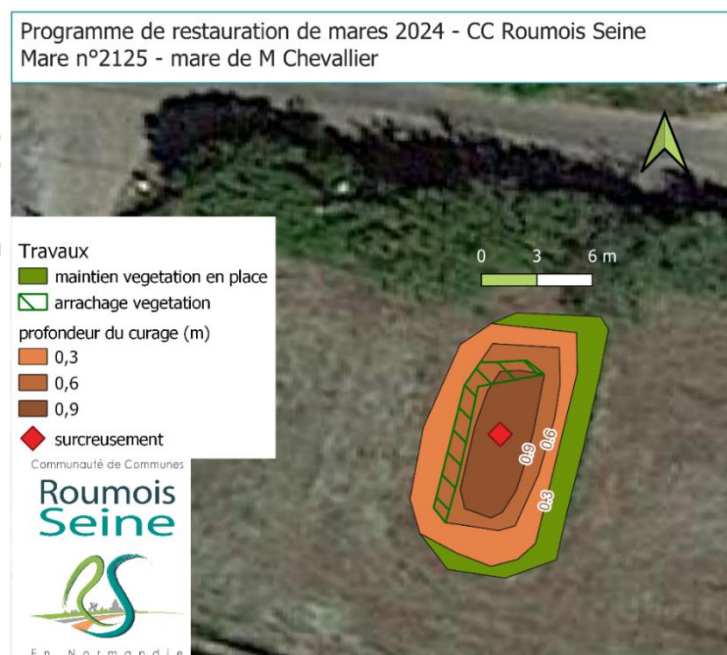 Programme de restauration de mares 2024 - CC Roumois Seine
Mare n°2125 - mare de M Chevallier
0 3 6 m
Travaux
maintien vegetation en place
arrachage vegetation
profondeur du curage (m)
0,3
0,6
0,9
surcreusement
0.9
0.6
0.3
Communauté de Communes
Roumois
Seine
En Normandie